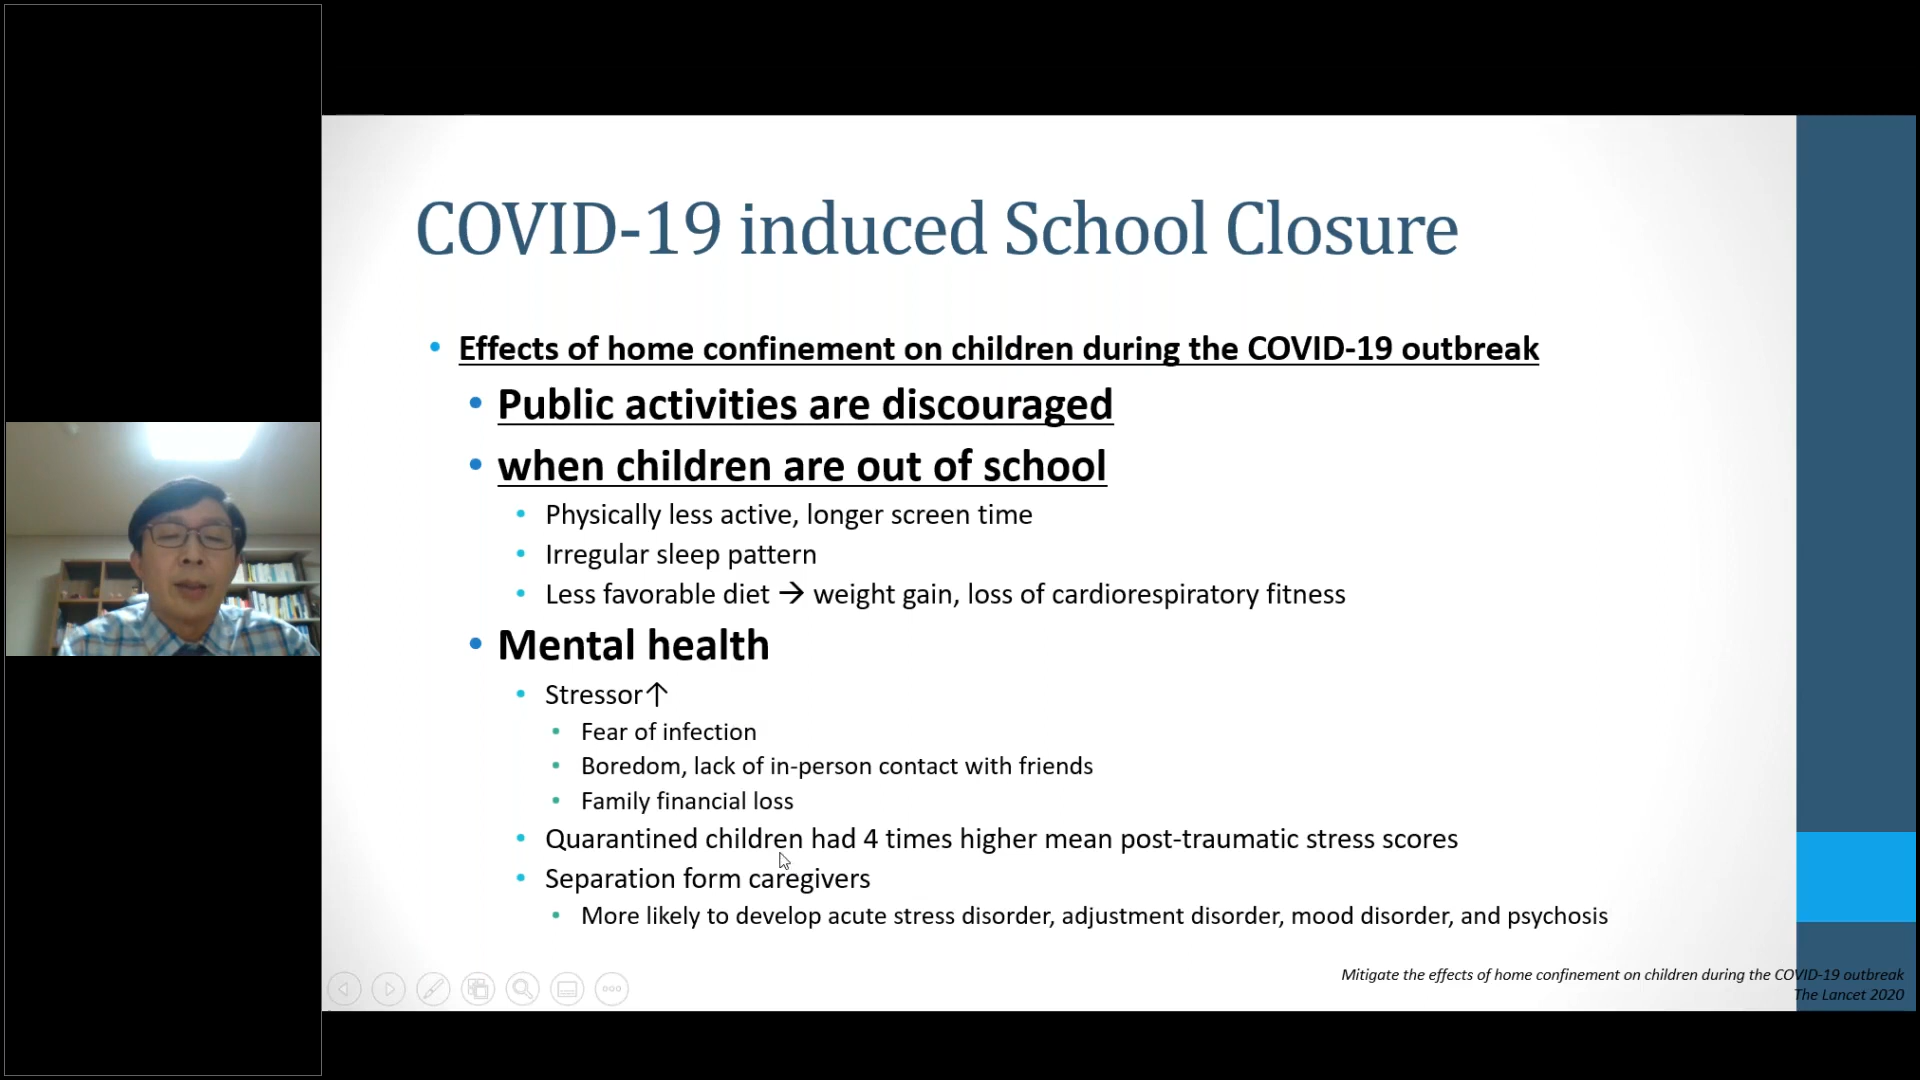 COVID-19 induced School Closure
• Effects of home confinement on children during the COVID-19 outbreak
• Public activities are discouraged
• when children are out of school
• Physically less active, longer screen time
• Irregular sleep pattern
• Less favorable diet → weight gain, loss of cardiorespiratory fitness
• Mental health
• Stressor↑
• Fear of infection
• Boredom, lack of in-person contact with friends
• Family financial loss
• Quarantined children had 4 times higher mean post-traumatic stress scores
• Separation form caregivers
• More likely to develop acute stress disorder, adjustment disorder, mood disorder, and psychosis
Mitigate the effects of home confinement on children during the COVID-19 outbreak
The Lancet 2020